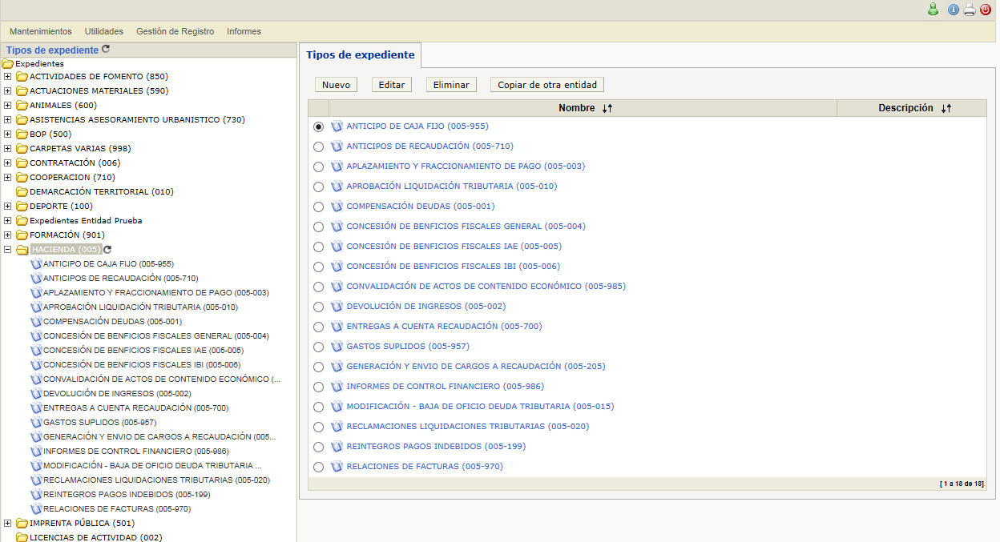 Mantenimientos Utilidades Gestión de Registro Informes
Tipos de expediente
Expedientes
ACTIVIDADES DE FOMENTO (850)
ACTUACIONES MATERIALES (590)
ANIMALES (600)
ASISTENCIAS ASESORAMIENTO URBANISTICO (730)
BOP (500)
CARPETAS VARIAS (998)
CONTRATACIÓN (006)
COOPERACION (710)
DEMARCACIÓN TERRITORIAL (010)
DEPORTE (100)
Expedientes Entidad Prueba
FORMACIÓN (901)
HACIENDA (005)
ANTICIPO DE CAJA FIJO (005-955)
ANTICIPOS DE RECAUDACIÓN (005-710)
APLAZAMIENTO Y FRACCIONAMIENTO DE PAGO (005-003)
APROBACIÓN LIQUIDACIÓN TRIBUTARIA (005-010)
COMPENSACIÓN DEUDAS (005-001)
CONCESIÓN DE BENFICIOS FISCALES GENERAL (005-004)
CONCESIÓN DE BENFICIOS FISCALES IAE (005-005)
CONCESIÓN DE BENFICIOS FISCALES IBI (005-006)
CONVALIDACIÓN DE ACTOS DE CONTENIDO ECONÓMICO (...
DEVOLUCIÓN DE INGRESOS (005-002)
ENTREGAS A CUENTA RECAUDACIÓN (005-700)
GASTOS SUPLIDOS (005-957)
GENERACIÓN Y ENVIO DE CARGOS A RECAUDACIÓN (005...
INFORMES DE CONTROL FINANCIERO (005-986)
MODIFICACIÓN - BAJA DE OFICIO DEUDA TRIBUTARIA ...
RECLAMACIONES LIQUIDACIONES TRIBUTARIAS (005-020)
REINTEGROS PAGOS INDEBIDOS (005-199)
RELACIONES DE FACTURAS (005-970)
IMPRENTA PÚBLICA (501)
LICENCIAS DE ACTIVIDAD (002)
Tipos de expediente
Nuevo Editar Eliminar Copiar de otra entidad
Nombre Descripción
ANTICIPO DE CAJA FIJO (005-955)
ANTICIPOS DE RECAUDACIÓN (005-710)
APLAZAMIENTO Y FRACCIONAMIENTO DE PAGO (005-003)
APROBACIÓN LIQUIDACIÓN TRIBUTARIA (005-010)
COMPENSACIÓN DEUDAS (005-001)
CONCESIÓN DE BENFICIOS FISCALES GENERAL (005-004)
CONCESIÓN DE BENFICIOS FISCALES IAE (005-005)
CONCESIÓN DE BENFICIOS FISCALES IBI (005-006)
CONVALIDACIÓN DE ACTOS DE CONTENIDO ECONÓMICO (005-985)
DEVOLUCIÓN DE INGRESOS (005-002)
ENTREGAS A CUENTA RECAUDACIÓN (005-700)
GASTOS SUPLIDOS (005-957)
GENERACIÓN Y ENVIO DE CARGOS A RECAUDACIÓN (005-205)
INFORMES DE CONTROL FINANCIERO (005-986)
MODIFICACIÓN - BAJA DE OFICIO DEUDA TRIBUTARIA (005-015)
RECLAMACIONES LIQUIDACIONES TRIBUTARIAS (005-020)
REINTEGROS PAGOS INDEBIDOS (005-199)
RELACIONES DE FACTURAS (005-970)
[ 1 a 18 de 18]